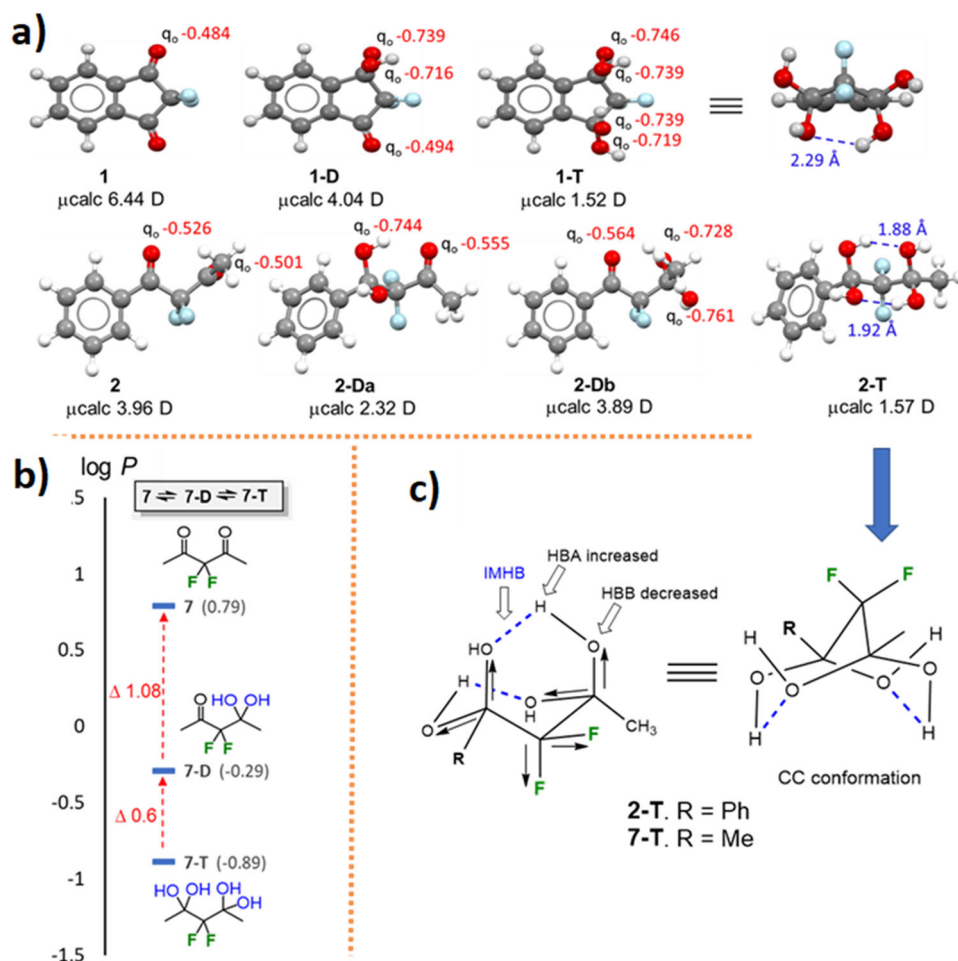 a)
qo -0.484
qo -0.739
qo -0.716
qo -0.494
qo -0.746
qo -0.739
qo -0.739
qo -0.719
2.29 Å
1
μcalc 6.44 D
1-D
μcalc 4.04 D
1-T
μcalc 1.52 D
qo -0.526
qo -0.501
qo -0.744
qo -0.555
qo -0.564
qo -0.728
qo -0.761
1.88 Å
1.92 Å
2
μcalc 3.96 D
2-Da
μcalc 2.32 D
2-Db
μcalc 3.89 D
2-T
μcalc 1.57 D
b)
log P
.5
1
0.5
0
-0.5
-1
-1.5
7 ⇌ 7-D ⇌ 7-T
O O
F F
7 (0.79)
Δ 1.08
O HO OH
F F
7-D (-0.29)
Δ 0.6
7-T (-0.89)
OH OH OH
OH
F F
c)
IMHB
HBA increased
HBB decreased
H
HO
O
H
O
H
O
R
F
F
CH3
2-T. R = Ph
7-T. R = Me
F F
R
H
H
O
O
O
O
H
H
CC conformation